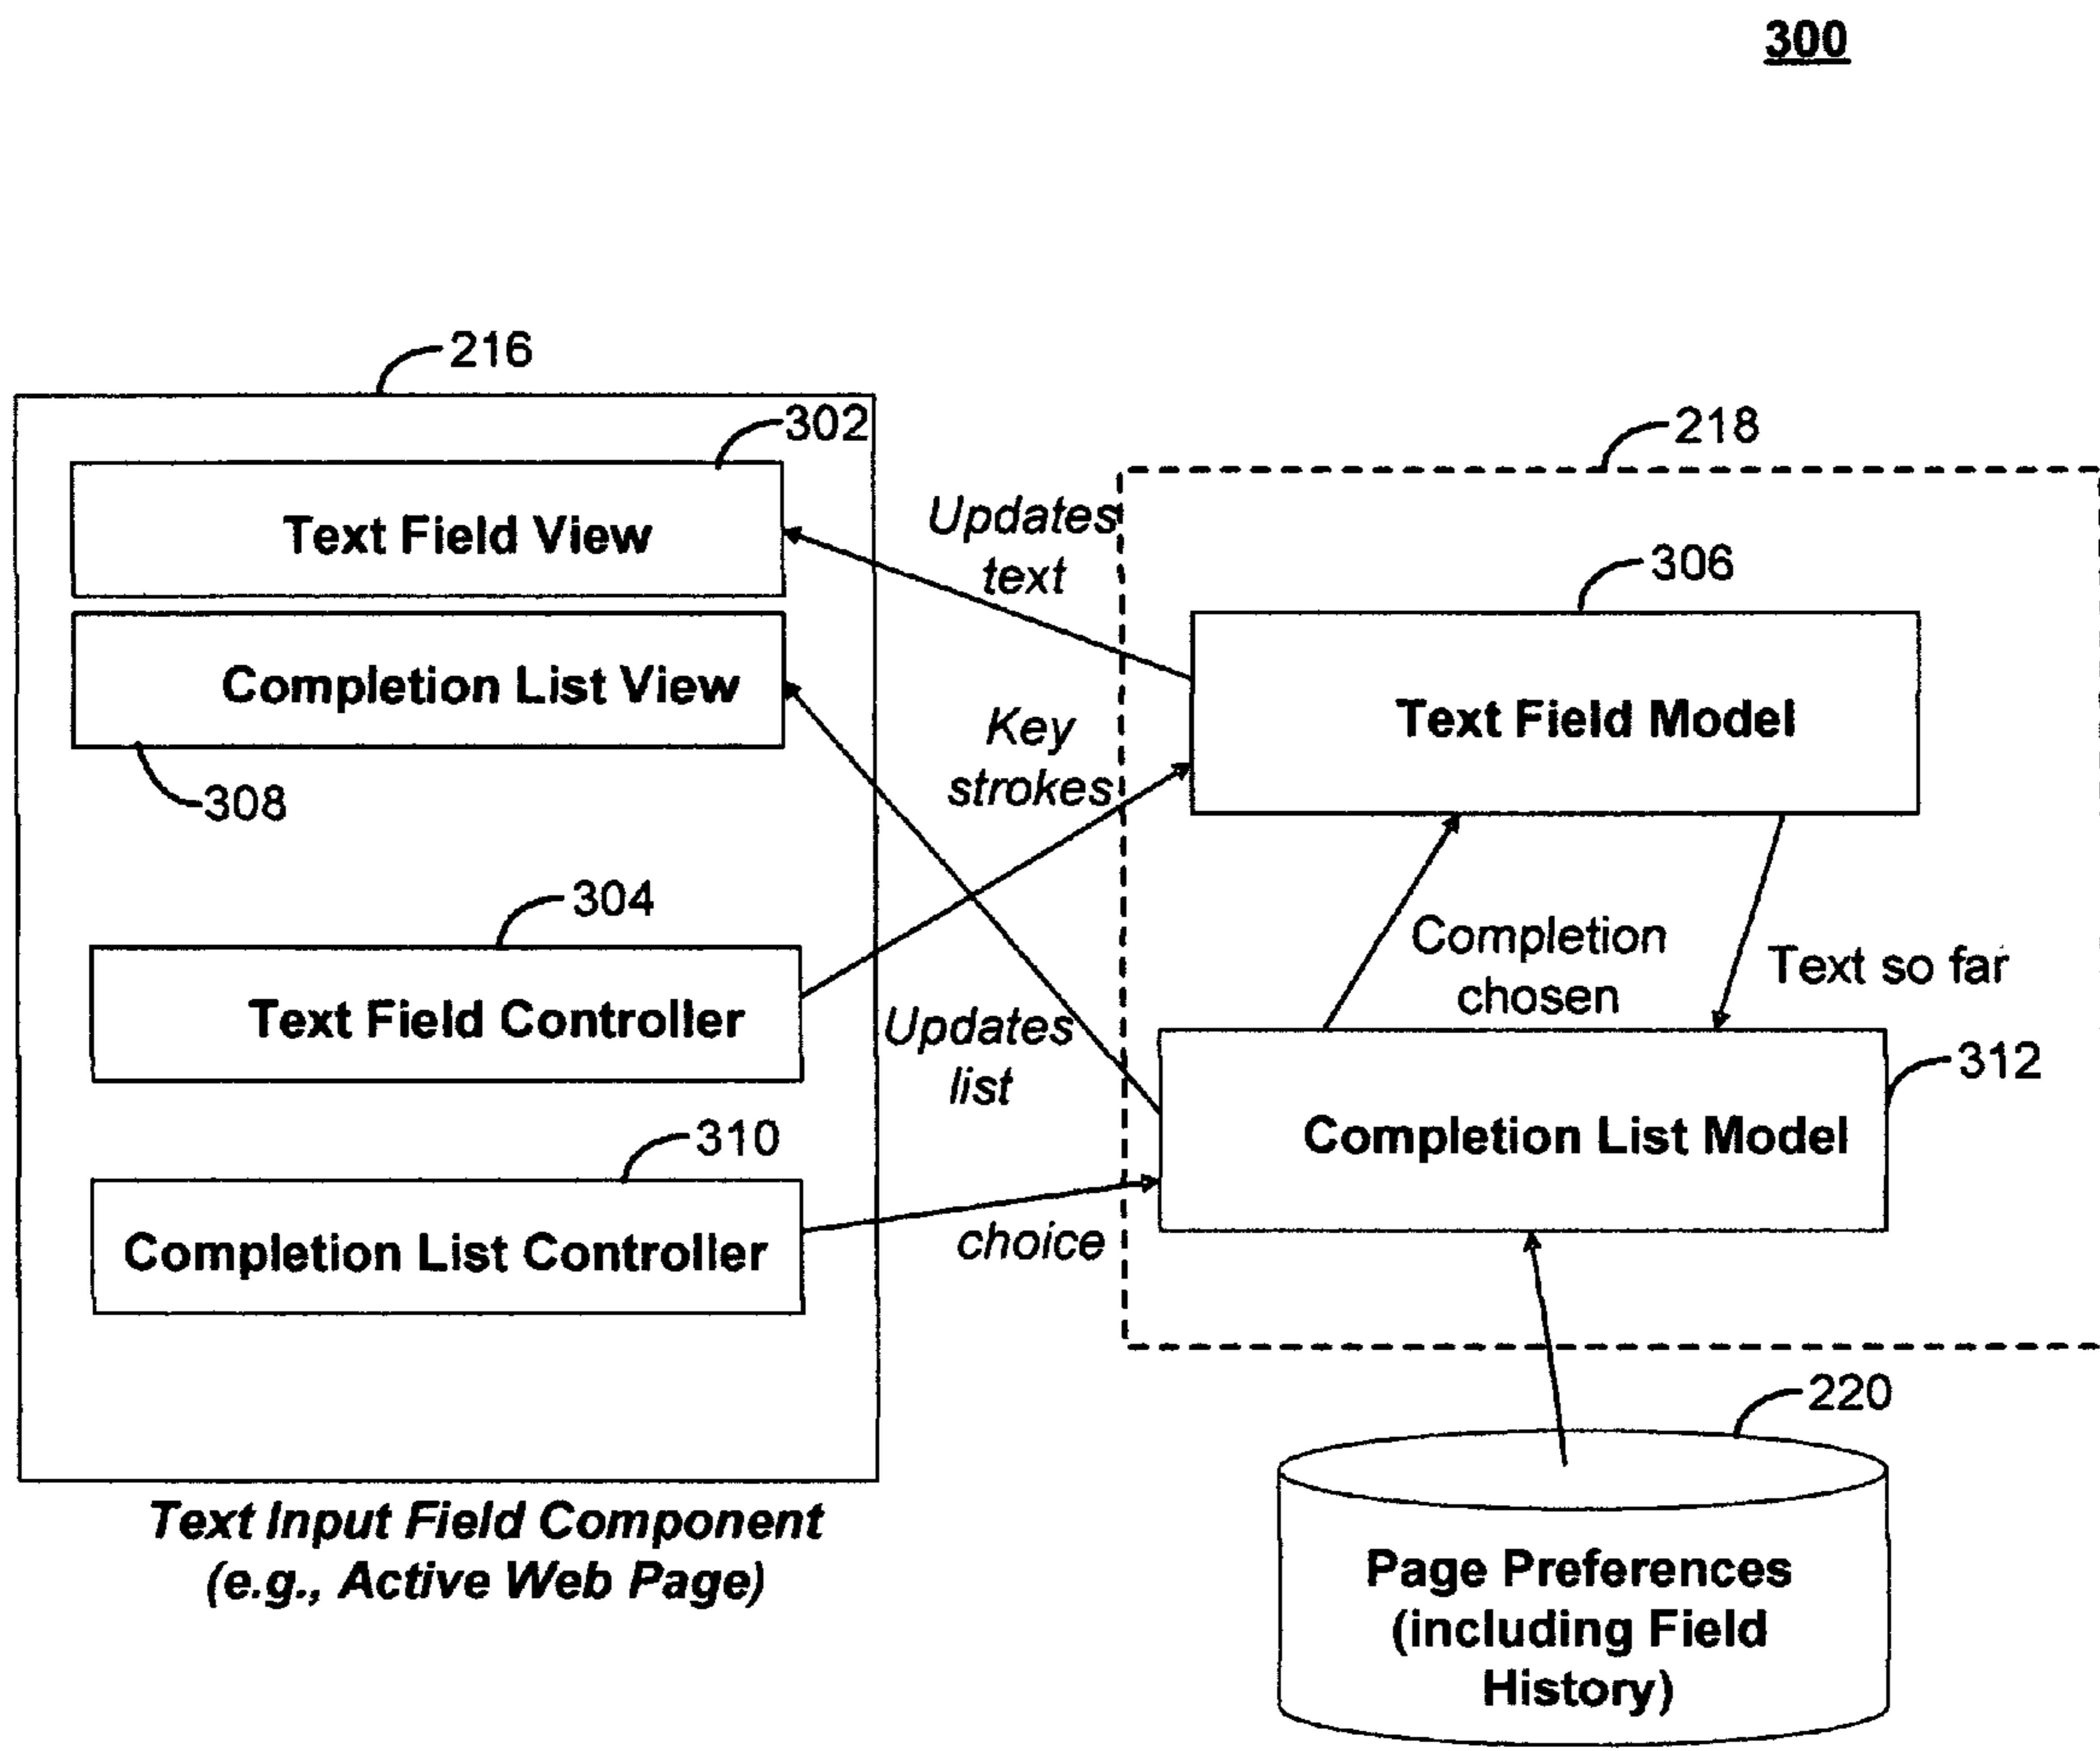 300
216
302
218
Text Field View
Updates
text
306
Completion List View
Text Field Model
Key
strokes
308
304
Completion
chosen
Text so far
Text Field Controller
Updates
list
312
310
Completion List Model
Completion List Controller
choice
220
Text Input Field Component
(e.g., Active Web Page)
Page Preferences
(including Field
History)